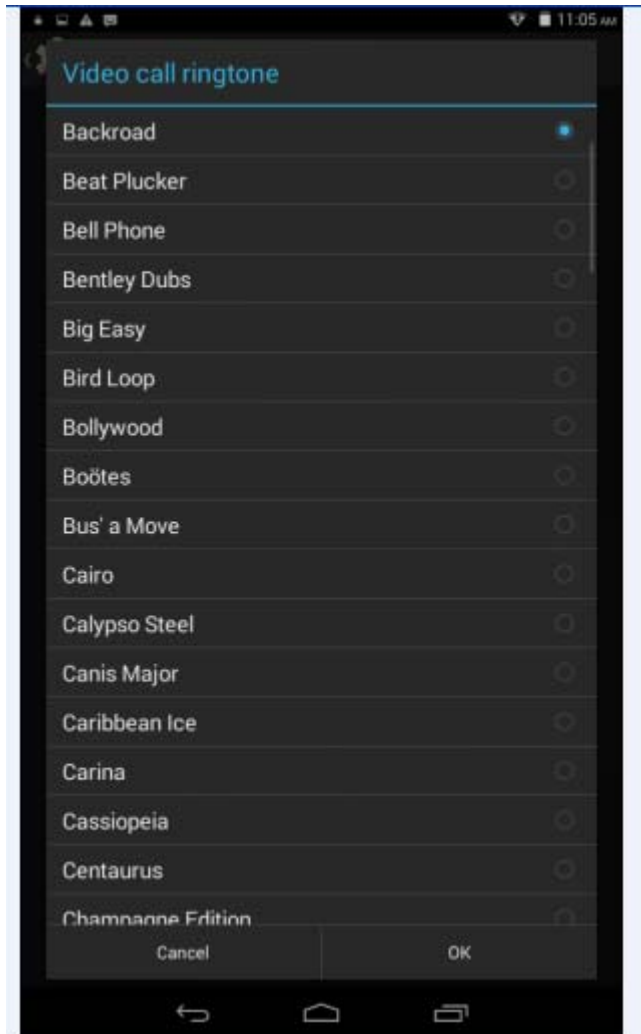 11:05 AM
Video call ringtone
Backroad
Beat Plucker
Bell Phone
Bentley Dubs
Big Easy
Bird Loop
Bollywood
Boötes
Bus' a Move
Cairo
Calypso Steel
Canis Major
Caribbean Ice
Carina
Cassiopeia
Centaurus
Champagne Edition
Cancel OK